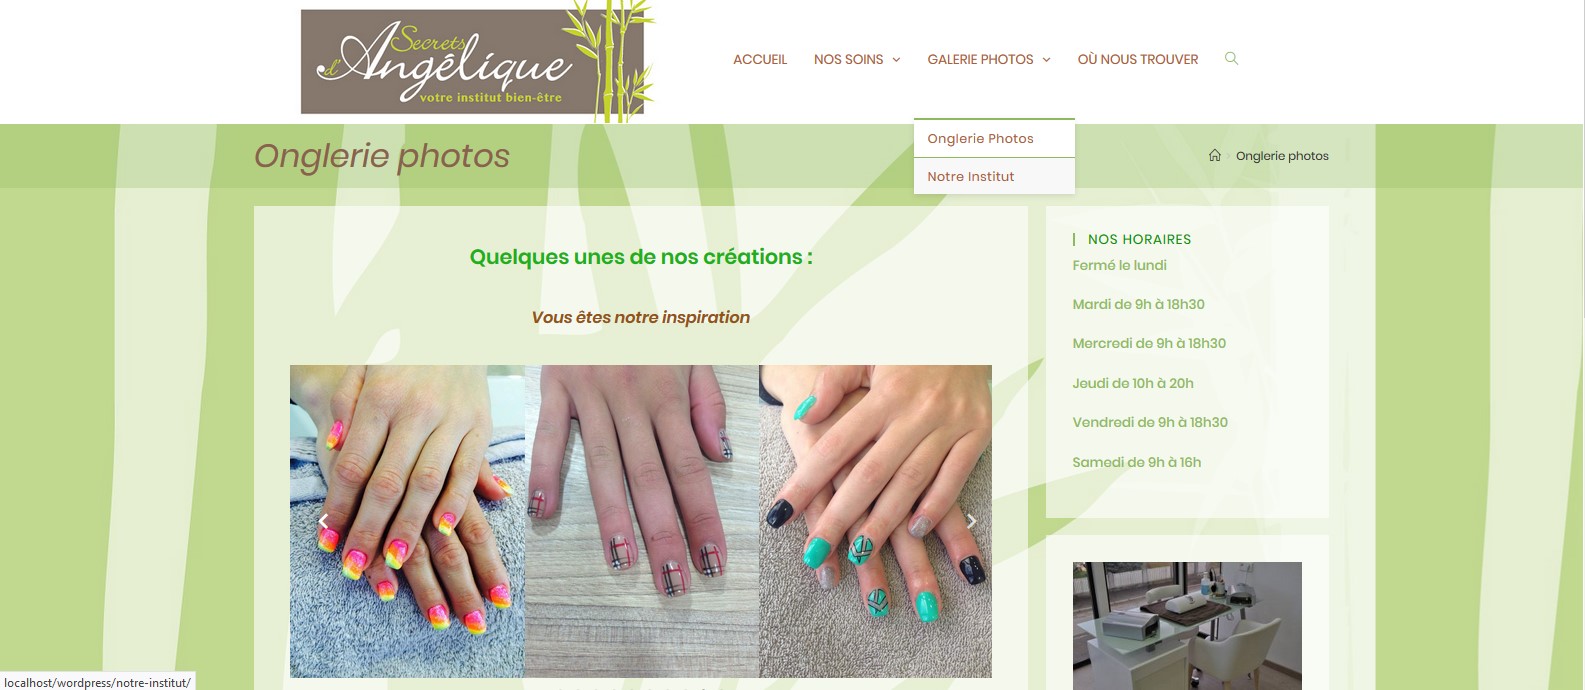 Secrets
d'Angélique
votre institut bien-être
ACCUEIL NOS SOINS GALERIE PHOTOS OÙ NOUS TROUVER
Onglerie Photos
Notre Institut
Onglerie photos
Onglerie photos
Quelques unes de nos créations :
Vous êtes notre inspiration
NOS HORAIRES
Fermé le lundi
Mardi de 9h à 18h30
Mercredi de 9h à 18h30
Jeudi de 10h à 20h
Vendredi de 9h à 18h30
Samedi de 9h à 16h
localhost/wordpress/notre-institut/